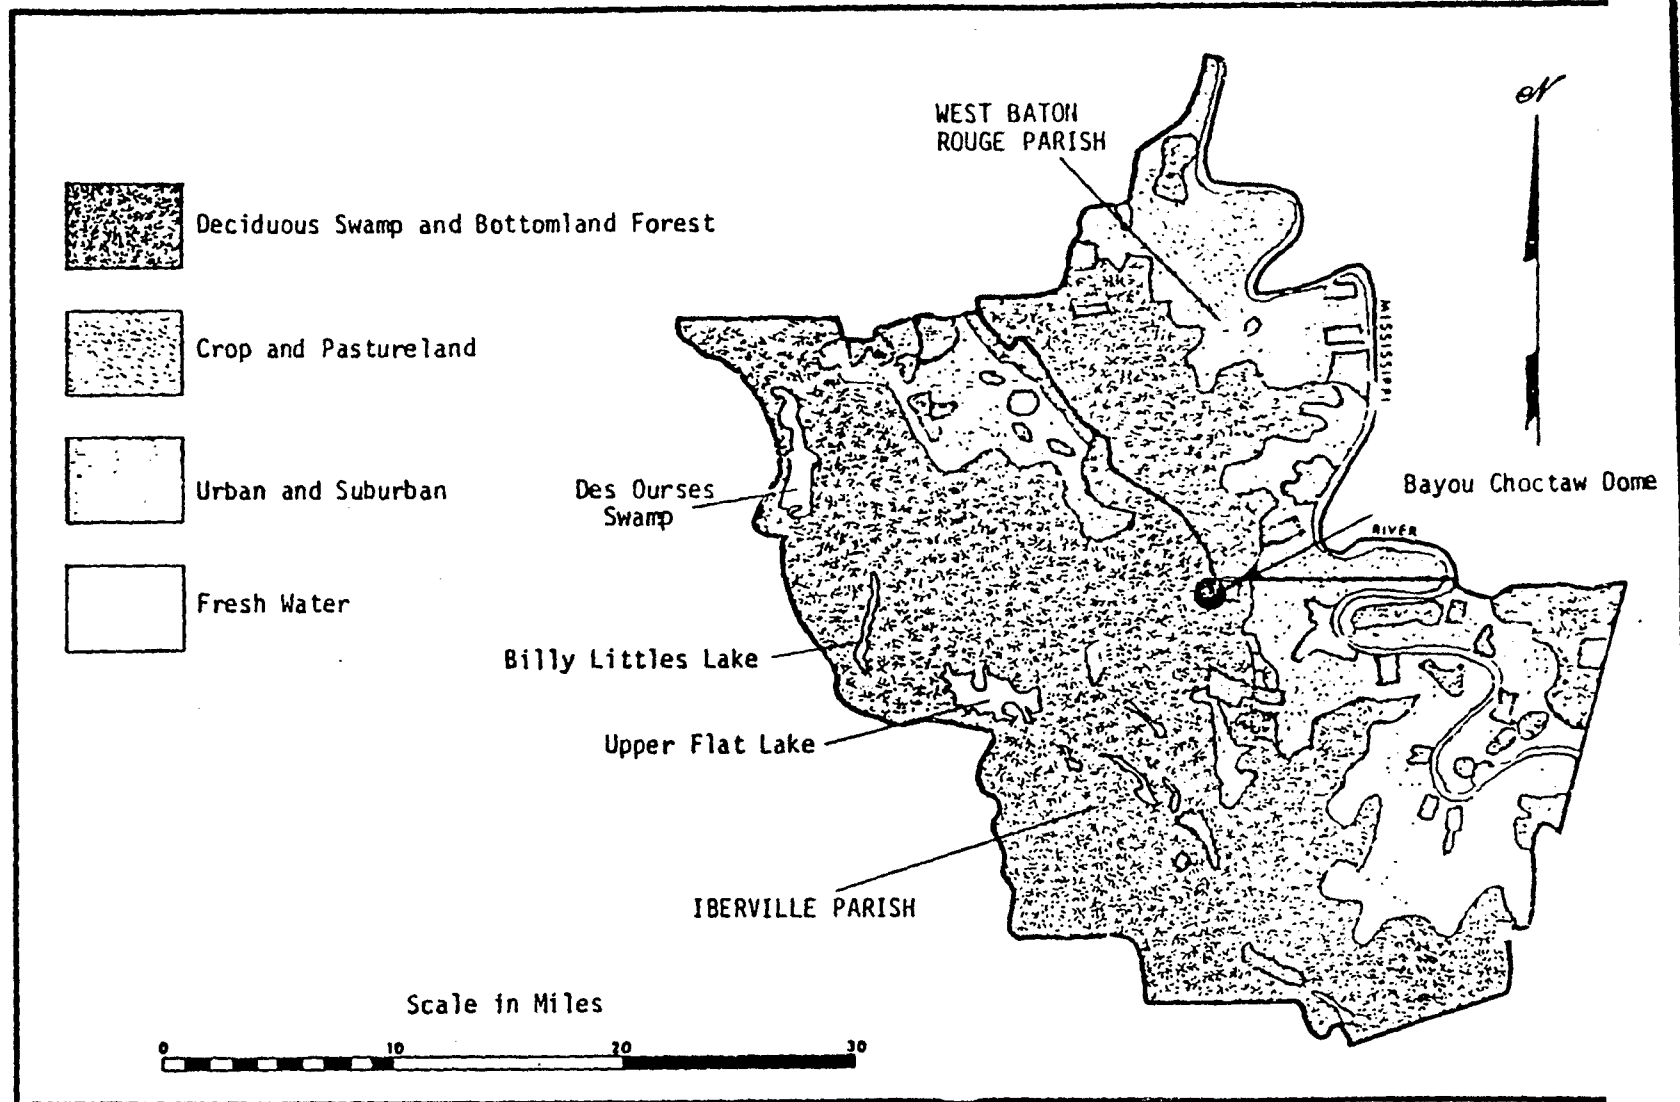 WEST BATON
ROUGE PARISH
N
Deciduous Swamp and Bottomland Forest
Crop and Pastureland
Urban and Suburban
Fresh Water
MISSISSIPPI
RIVER
Des Ourses
Swamp
Bayou Choctaw Dome
Billy Littles Lake
Upper Flat Lake
IBERVILLE PARISH
Scale in Miles
0 10 20 30